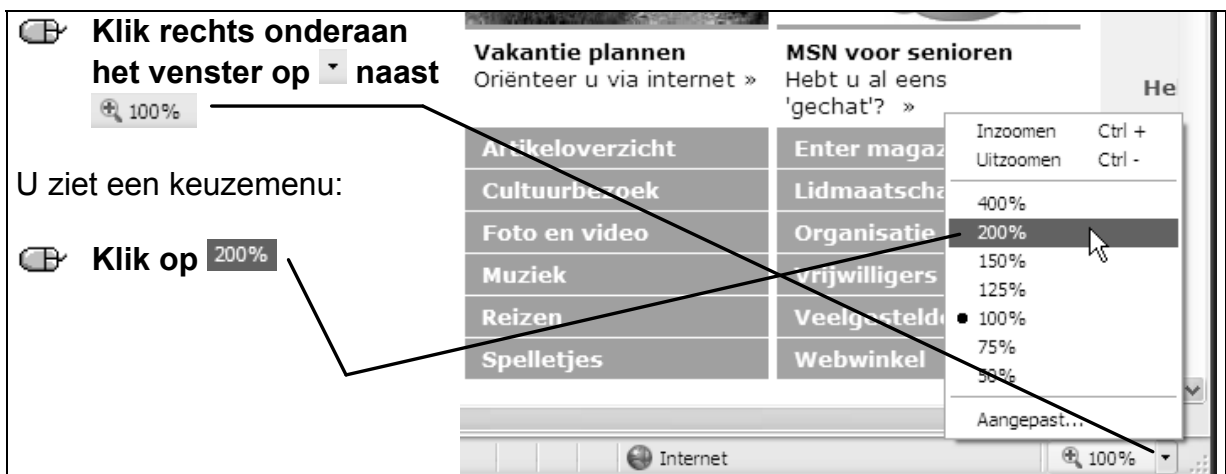 Klik rechts onderaan
het venster op naast
100%
U ziet een keuzemenu:
Klik op 200%
Vakantie plannen
Oriënteer u via internet »
MSN voor senioren
Hebt u al eens
'gechat'? »
He
Artikeloverzicht
Cultuurbezoek
Foto en video
Muziek
Reizen
Spelletjes
Enter magaz
Lidmaatscha
Organisatie
Vrijwilligers
Veelgestelde
Webwinkel
Inzoomen Ctrl +
Uitzoomen Ctrl -
400%
200%
150%
125%
100%
75%
50%
Aangepast...
Internet
100%